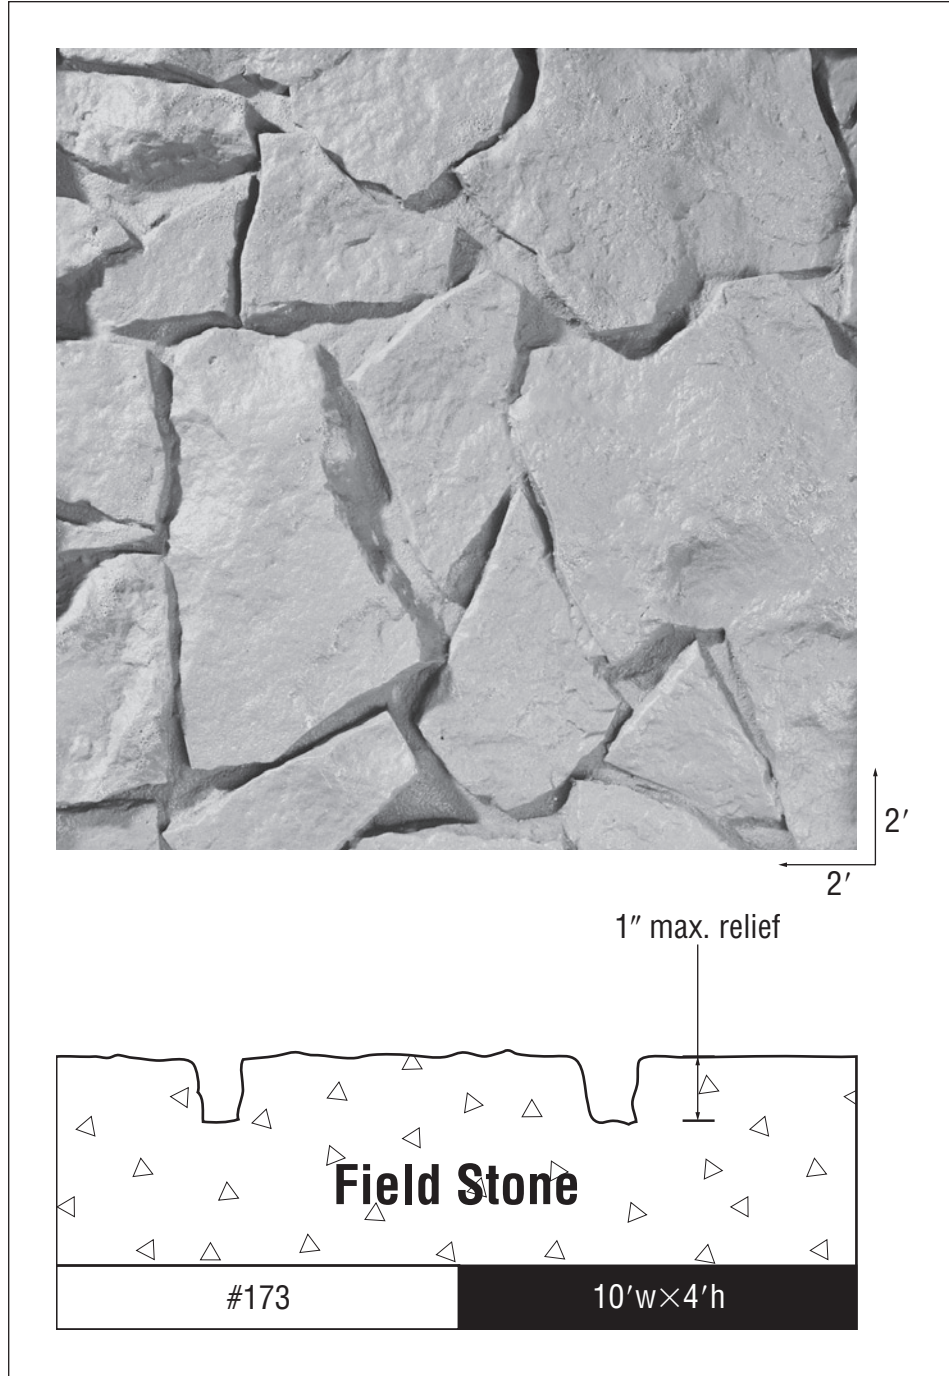 2′
2′
1″ max. relief
Field Stone
#173
10′w×4′h